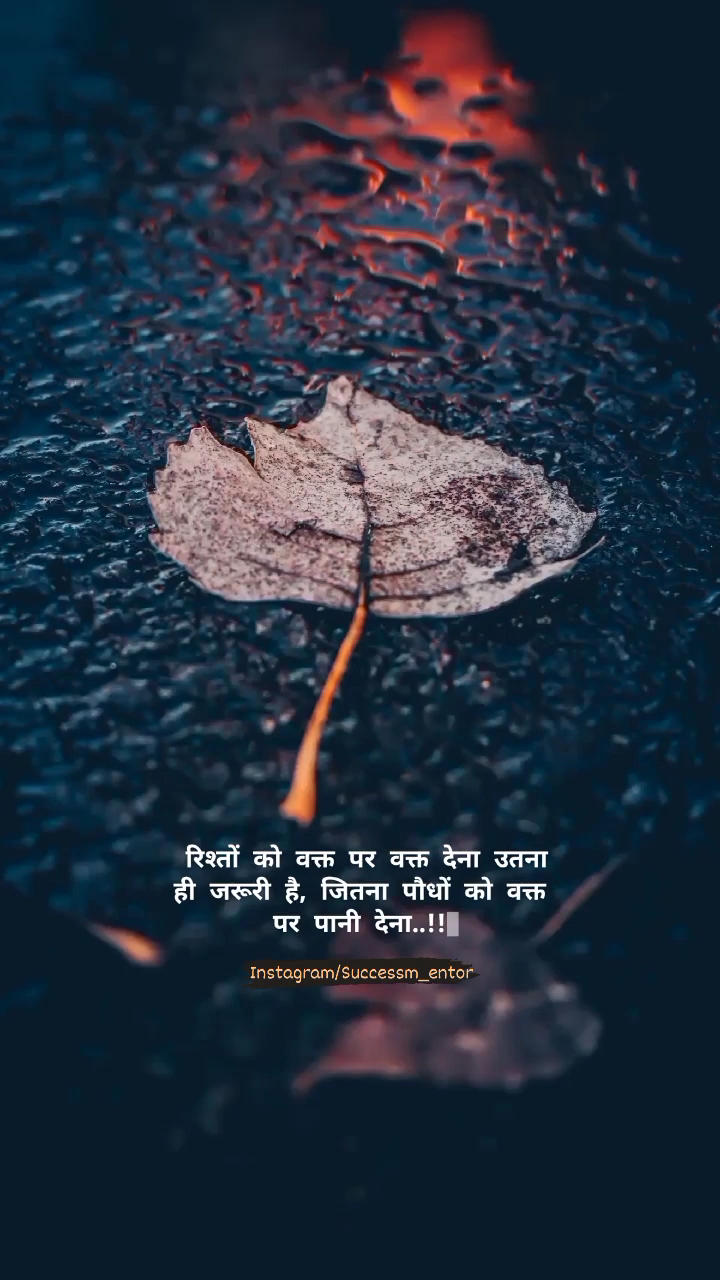 रिश्तों को वक्त पर वक्त देना उतना
ही जरूरी है, जितना पौधों को वक्त
पर पानी देना..!!
Instagram/Successm_entor